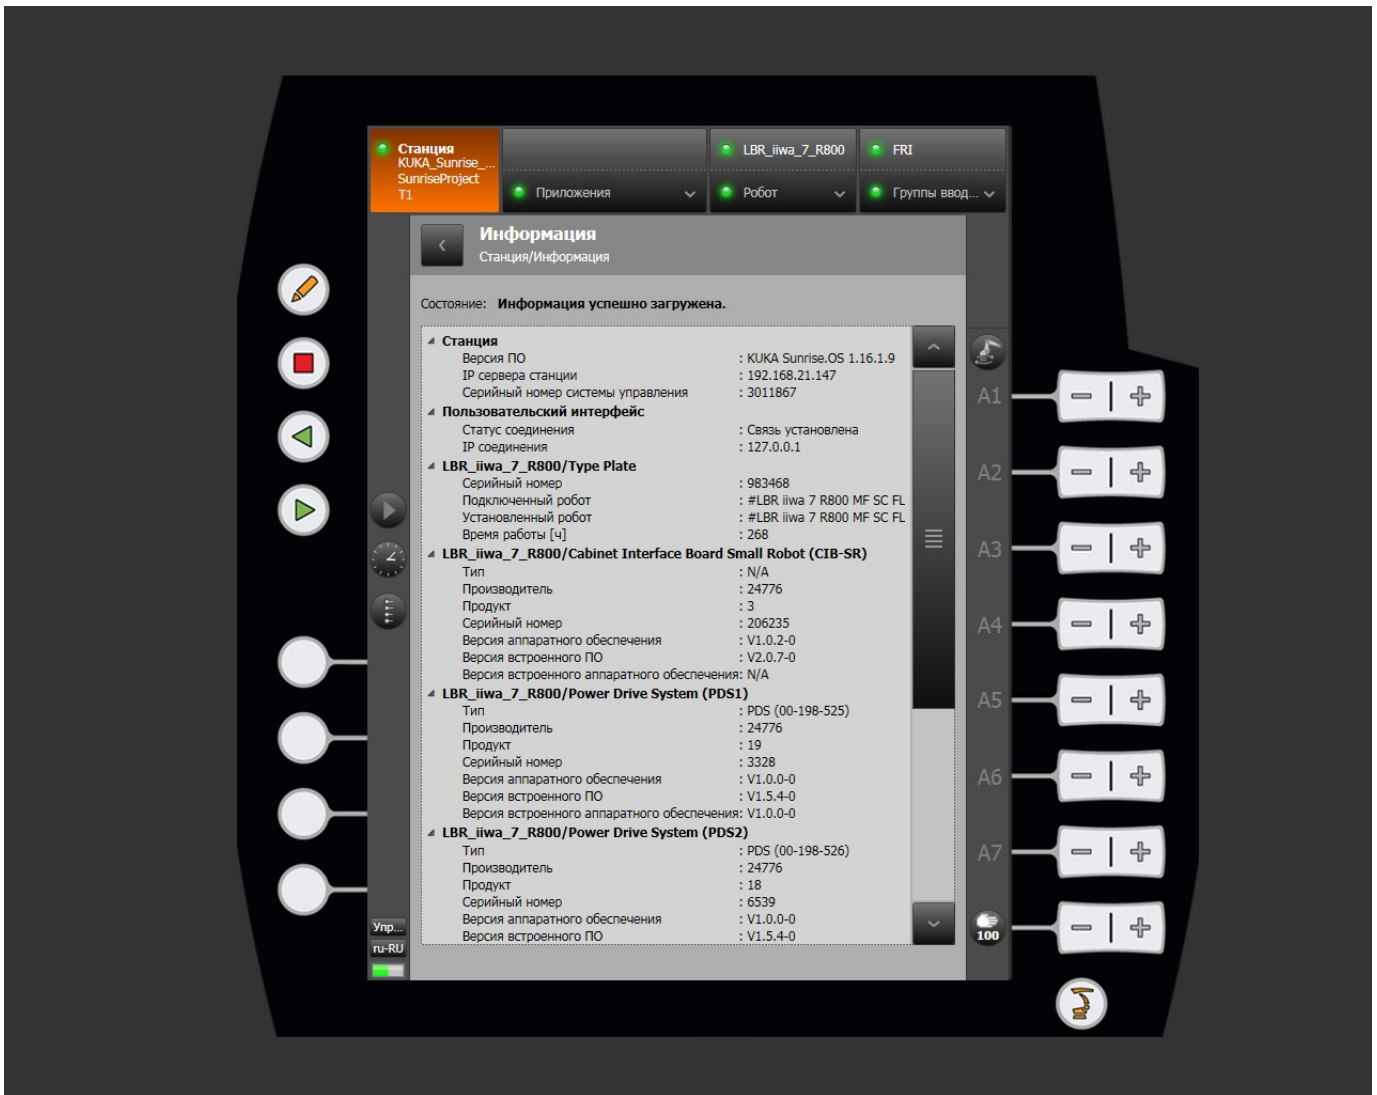 Станция
KUKA_Sunrise_...
SunriseProject
T1
Приложения
LBR_iiwa_7_R800
Робот
FRI
Группы ввод...
Информация
Станция/Информация
Состояние: Информация успешно загружена.
Станция
Версия ПО : KUKA Sunrise.OS 1.16.1.9
IP сервера станции : 192.168.21.147
Серийный номер системы управления : 3011867
Пользовательский интерфейс
Статус соединения : Связь установлена
IP соединения : 127.0.0.1
LBR_iiwa_7_R800/Type Plate
Серийный номер : 983468
Подключенный робот : #LBR iiwa 7 R800 MF SC FL
Установленный робот : #LBR iiwa 7 R800 MF SC FL
Время работы [ч] : 268
LBR_iiwa_7_R800/Cabinet Interface Board Small Robot (CIB-SR)
Тип : N/A
Производитель : 24776
Продукт : 3
Серийный номер : 206235
Версия аппаратного обеспечения : V1.0.2-0
Версия встроенного ПО : V2.0.7-0
Версия встроенного аппаратного обеспечения: N/A
LBR_iiwa_7_R800/Power Drive System (PDS1)
Тип : PDS (00-198-525)
Производитель : 24776
Продукт : 19
Серийный номер : 3328
Версия аппаратного обеспечения : V1.0.0-0
Версия встроенного ПО : V1.5.4-0
Версия встроенного аппаратного обеспечения: V1.0.0-0
LBR_iiwa_7_R800/Power Drive System (PDS2)
Тип : PDS (00-198-526)
Производитель : 24776
Продукт : 18
Серийный номер : 6539
Версия аппаратного обеспечения : V1.0.0-0
Версия встроенного ПО : V1.5.4-0
A1
A2
A3
A4
A5
A6
A7
100
Упр...
ru-RU